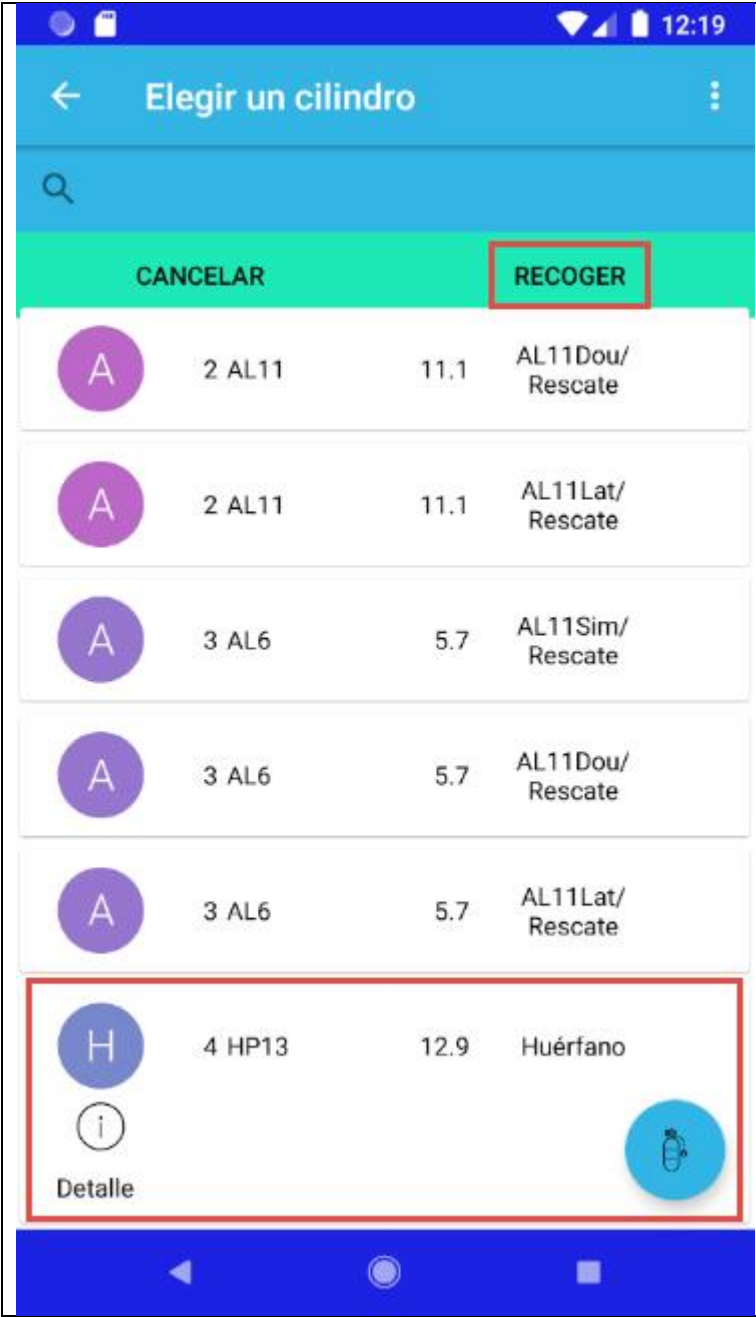 12:19
Elegir un cilindro
CANCELAR RECOGER
A 2 AL11 11.1 AL11Dou/
Rescate
A 2 AL11 11.1 AL11Lat/
Rescate
A 3 AL6 5.7 AL11Sim/
Rescate
A 3 AL6 5.7 AL11Dou/
Rescate
A 3 AL6 5.7 AL11Lat/
Rescate
H 4 HP13 12.9 Huérfano
i
Detalle